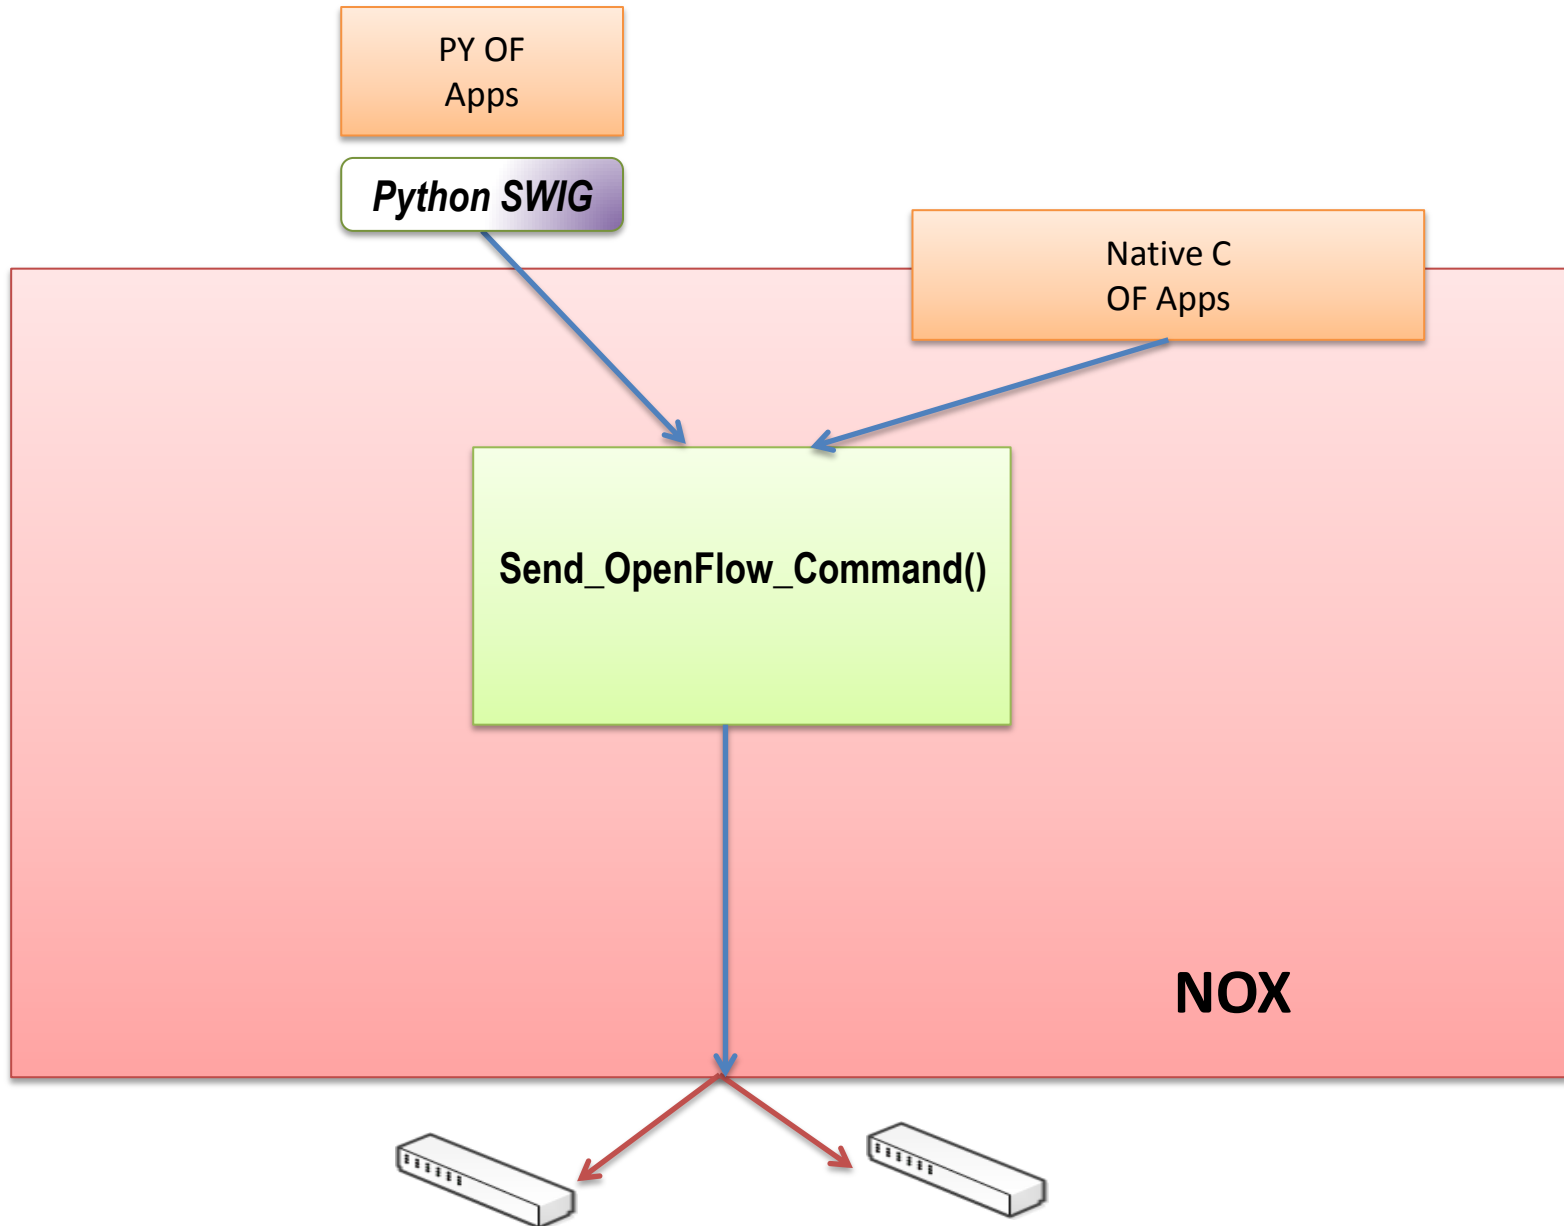 PY OF
Apps
Python SWIG
Native C
OF Apps
Send_OpenFlow_Command()
NOX